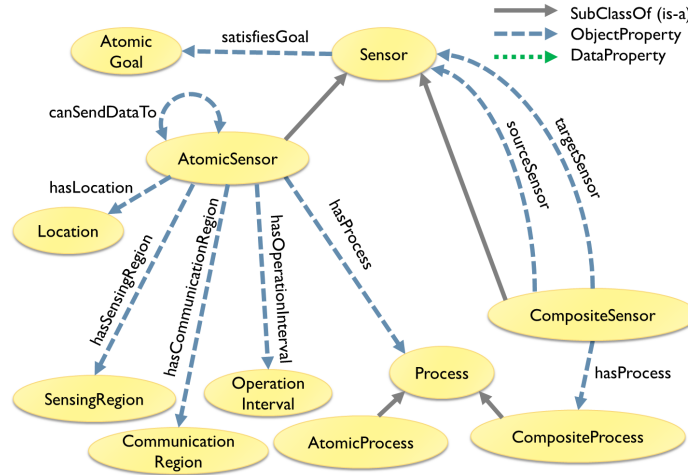 SubClassOf (is-a)
ObjectProperty
DataProperty
Atomic
Goal
satisfiesGoal
Sensor
canSendDataTo
AtomicSensor
sourceSensor
targetSensor
hasLocation
Location
hasSensingRegion
hasCommunicationRegion
hasOperationInterval
hasProcess
CompositeSensor
hasProcess
SensingRegion
Operation
Interval
Process
Communication
Region
AtomicProcess
CompositeProcess